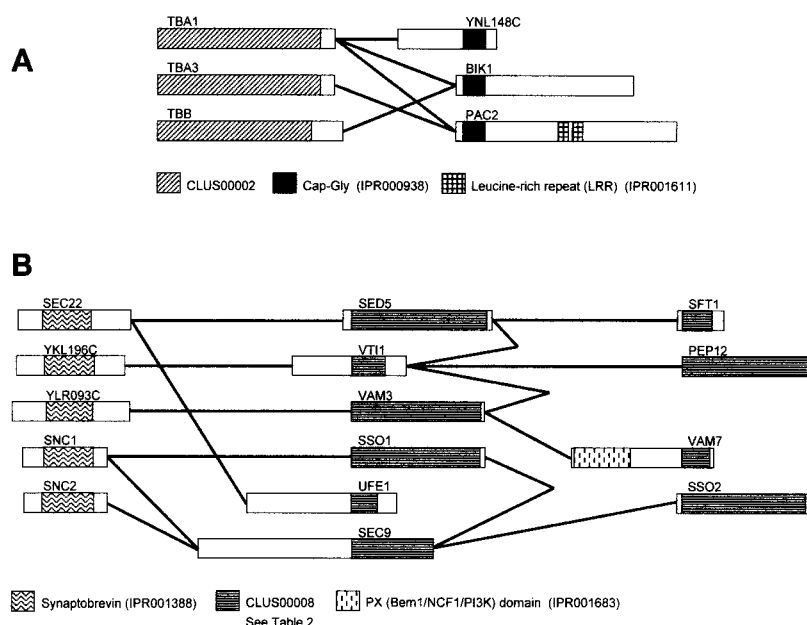 A
TBA1
YNL148C
TBA3
BIK1
TBB
PAC2
CLUS00002
Cap-Gly (IPR000938)
Leucine-rich repeat (LRR) (IPR001611)
B
SEC22
SED5
SFT1
YKL196C
VTI1
PEP12
YLR093C
VAM3
SNC1
SSO1
VAM7
SNC2
UFE1
SSO2
SEC9
Synaptobrevin (IPR001388)
CLUS00008
PX (Bem1/NCF1/PI3K) domain (IPR001683)
See Table 2